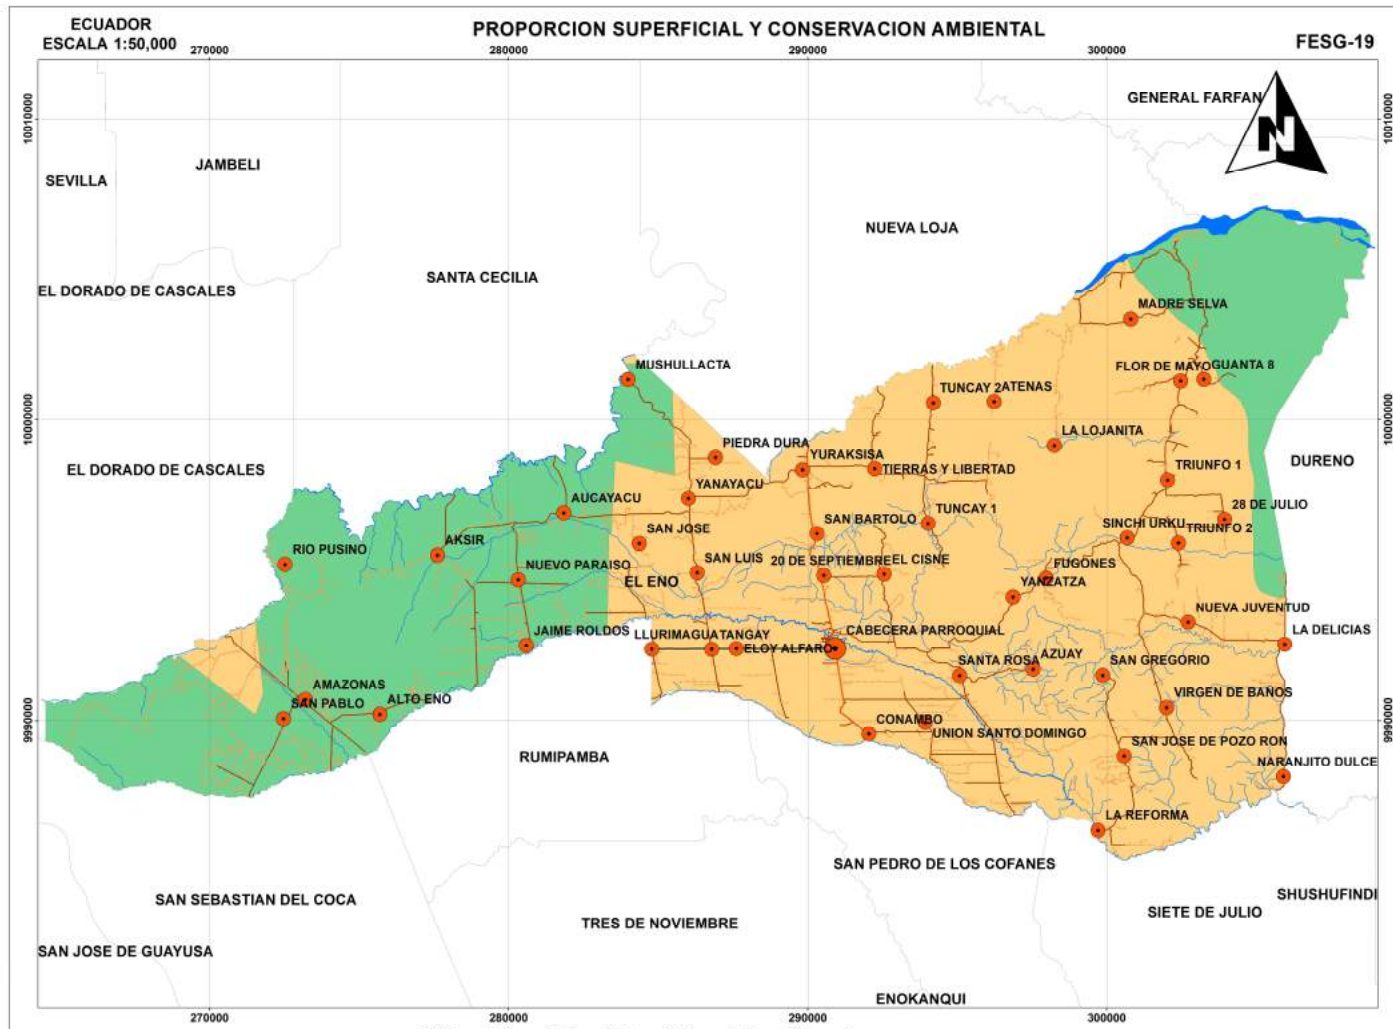 ECUADOR
ESCALA 1:50,000
PROPORCION SUPERFICIAL Y CONSERVACION AMBIENTAL
FESG-19
270000
280000
290000
300000
10010000
10010000
GENERAL FARFAN
N
JAMBELI
SEVILLA
NUEVA LOJA
SANTA CECILIA
EL DORADO DE CASCALES
MADRE SELVA
MUSHULLACTA
FLOR DE MAYO
GUANTA 8
TUNCAY 2
ATENAS
10000000
10000000
LA LOJANITA
PIEDRA DURA
YURAKSISA
TIERRAS Y LIBERTAD
TRIUNFO 1
DURENO
EL DORADO DE CASCALES
YANAYACU
AUCAYACU
28 DE JULIO
TUNCAY 1
SAN BARTOLO
SINCHI URKU
TRIUNFO 2
SAN JOSE
AKSIR
RIO PUSINO
NUEVO PARAISO
SAN LUIS
20 DE SEPTIEMBRE
EL CISNE
FUGONES
EL ENO
YANZATZA
NUEVA JUVENTUD
JAIME ROLDOS
LLURIMAGUA
TANGAY
ELOY ALFARO
CABECERA PARROQUIAL
LA DELICIAS
SANTA ROSA
AZUAY
SAN GREGORIO
AMAZONAS
SAN PABLO
ALTO ENO
VIRGEN DE BAÑOS
9990000
9990000
CONAMBO
UNION SANTO DOMINGO
SAN JOSE DE POZO RON
RUMIPAMBA
NARANJITO DULCE
LA REFORMA
SAN PEDRO DE LOS COFANES
SHUSHUFINDI
SAN SEBASTIAN DEL COCA
SIETE DE JULIO
TRES DE NOVIEMBRE
SAN JOSE DE GUAYUSA
ENOKANQUI
270000
280000
290000
300000